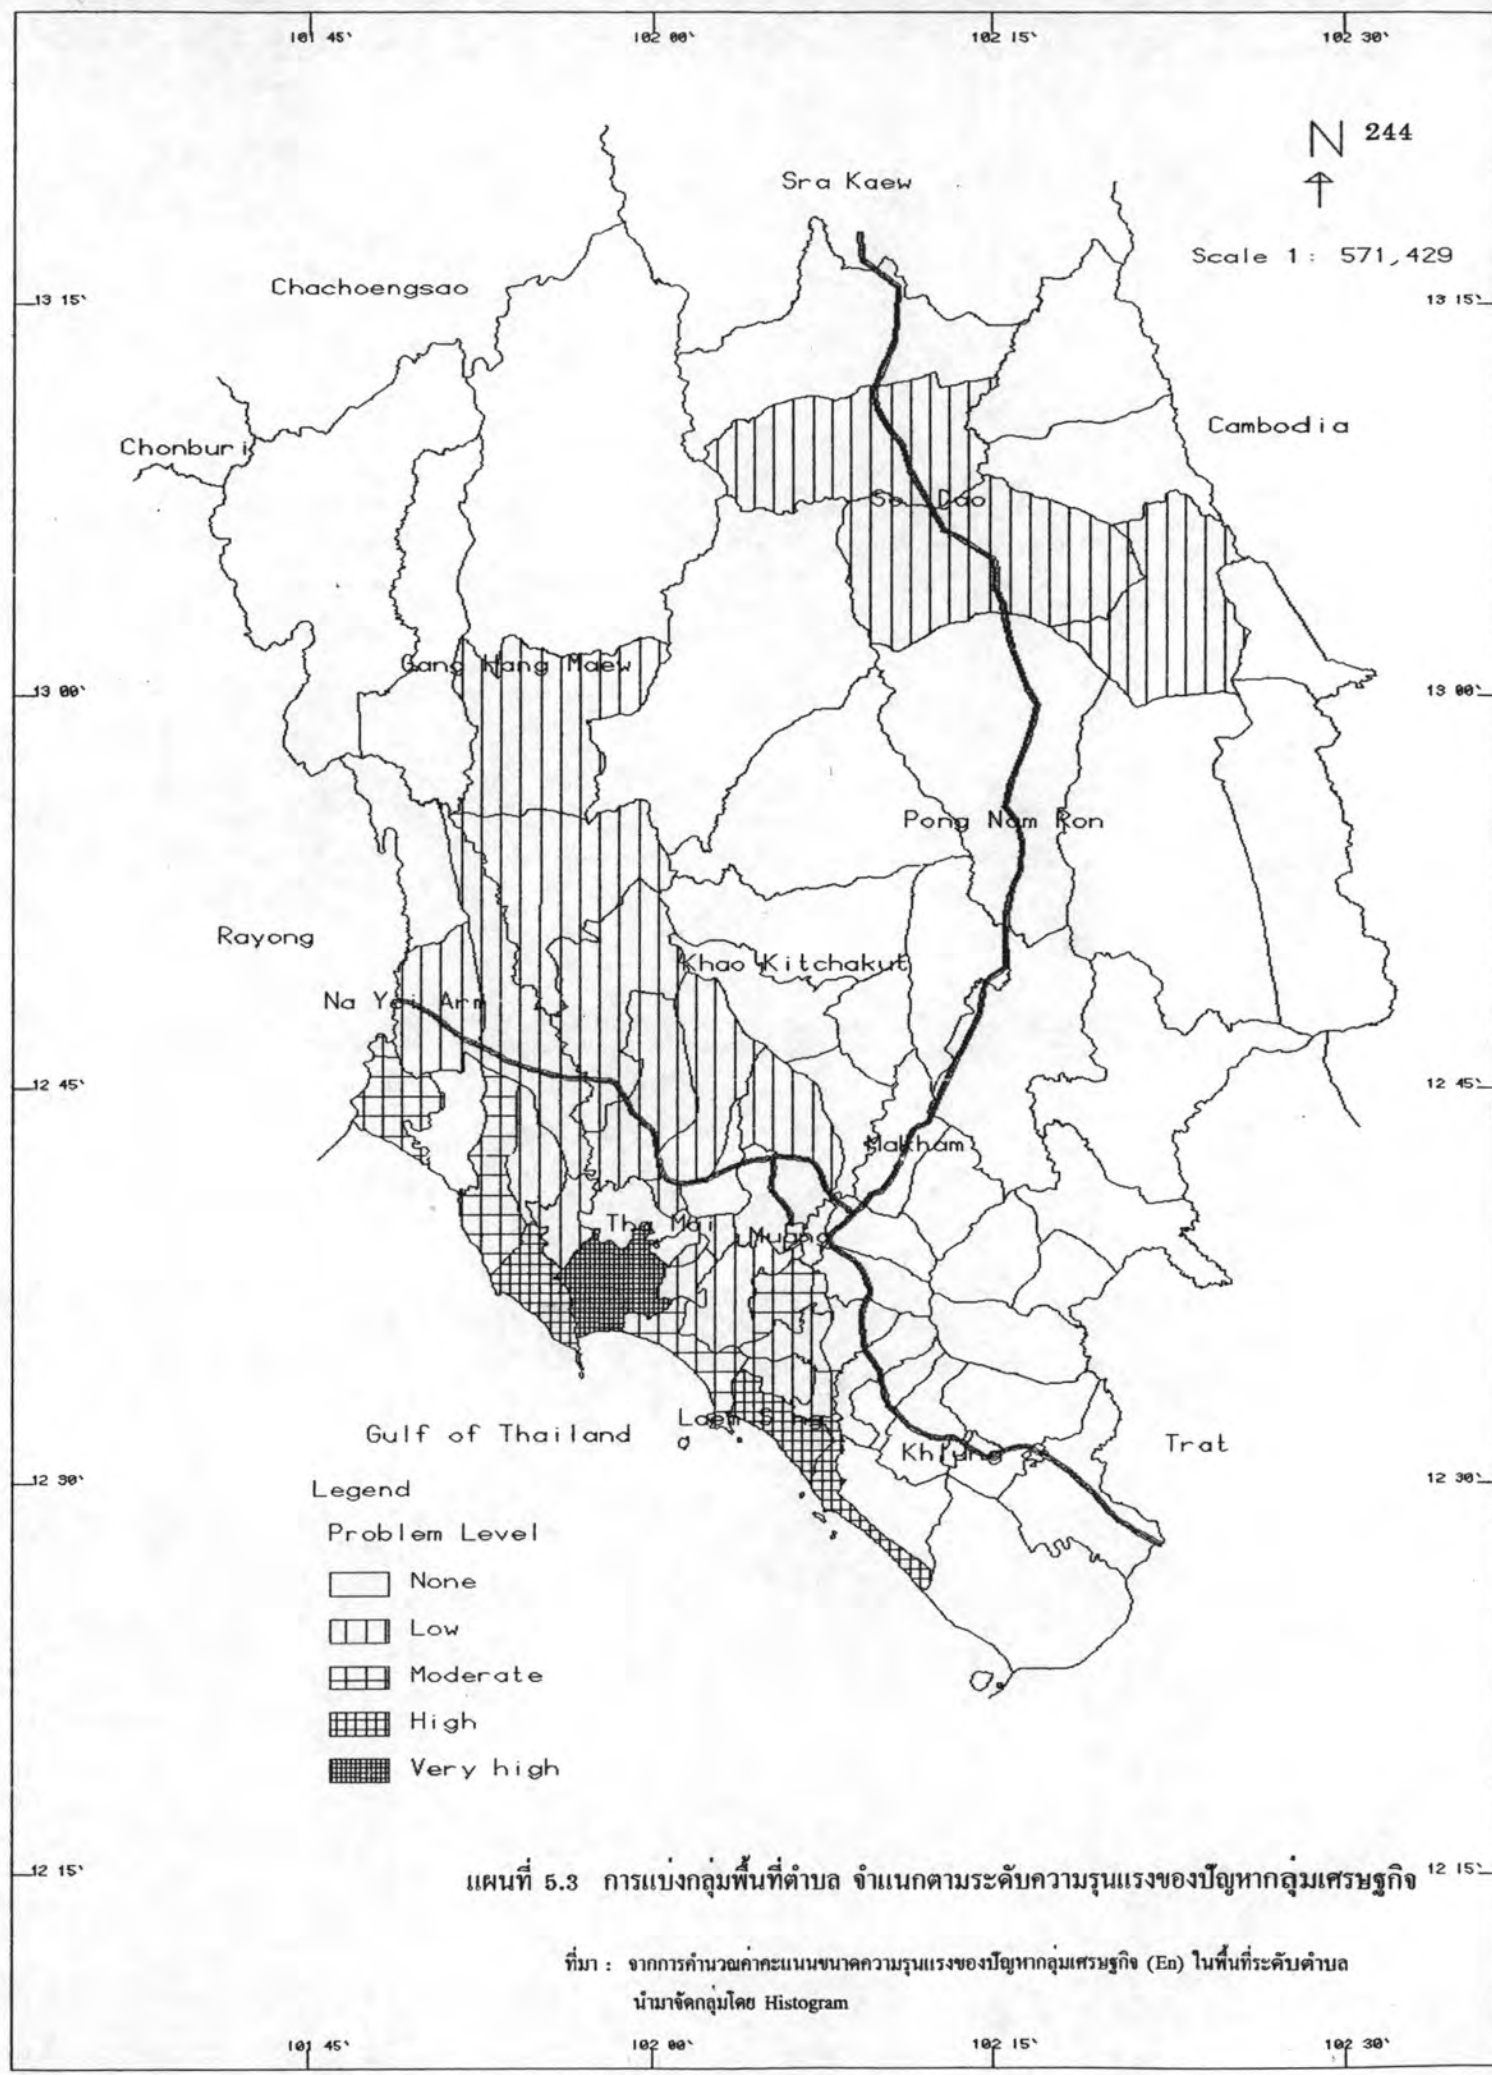 101 45` 102 00` 102 15` 102 30`
N 244
Sra Kaew
Scale 1: 571,429
Chachoengsao
13 15` 13 15`
Cambodia
Chonburi
Soi Dao
Gang Hang Maew
13 00` 13 00`
Pong Nam Ron
Rayong
Khao Kitchakut
Na Yai Arm
12 45` 12 45`
Makham
Tha Mai Muang
Laem Sing
Gulf of Thailand Trat
Khlung
12 30` 12 30`
Legend
Problem Level
None
Low
Moderate
High
Very high
12 15` 12 15`
แผนที่ 5.3 การแบ่งกลุ่มพื้นที่ตำบล จำแนกตามระดับความรุนแรงของปัญหากลุ่มเศรษฐกิจ
ที่มา : จากการคำนวณค่าคะแนนขนาดความรุนแรงของปัญหากลุ่มเศรษฐกิจ (En) ในพื้นที่ระดับตำบล
นำมาจัดกลุ่มโดย Histogram
101 45` 102 00` 102 15` 102 30`